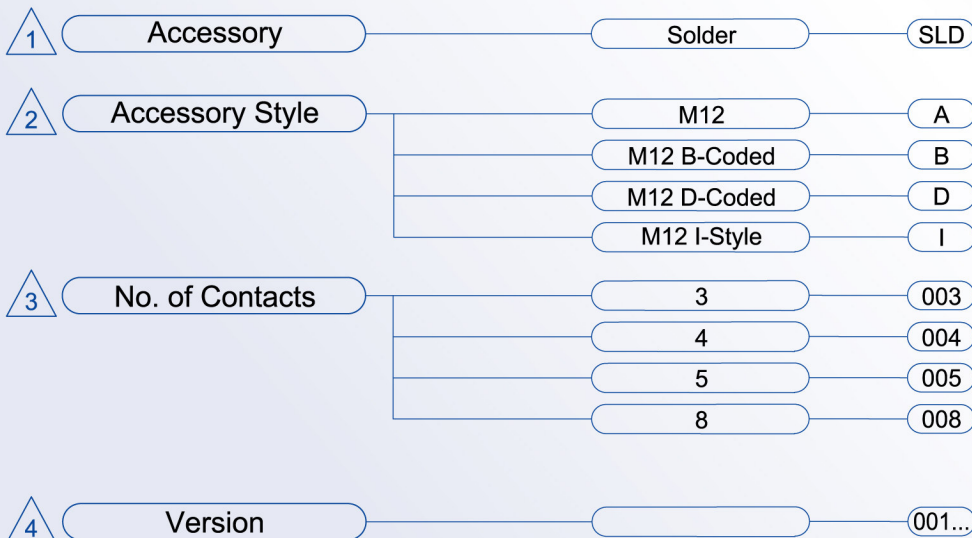 1 Accessory Solder SLD
2 Accessory Style M12 A
M12 B-Coded B
M12 D-Coded D
M12 I-Style I
3 No. of Contacts 3 003
4 004
5 005
8 008
4 Version 001...